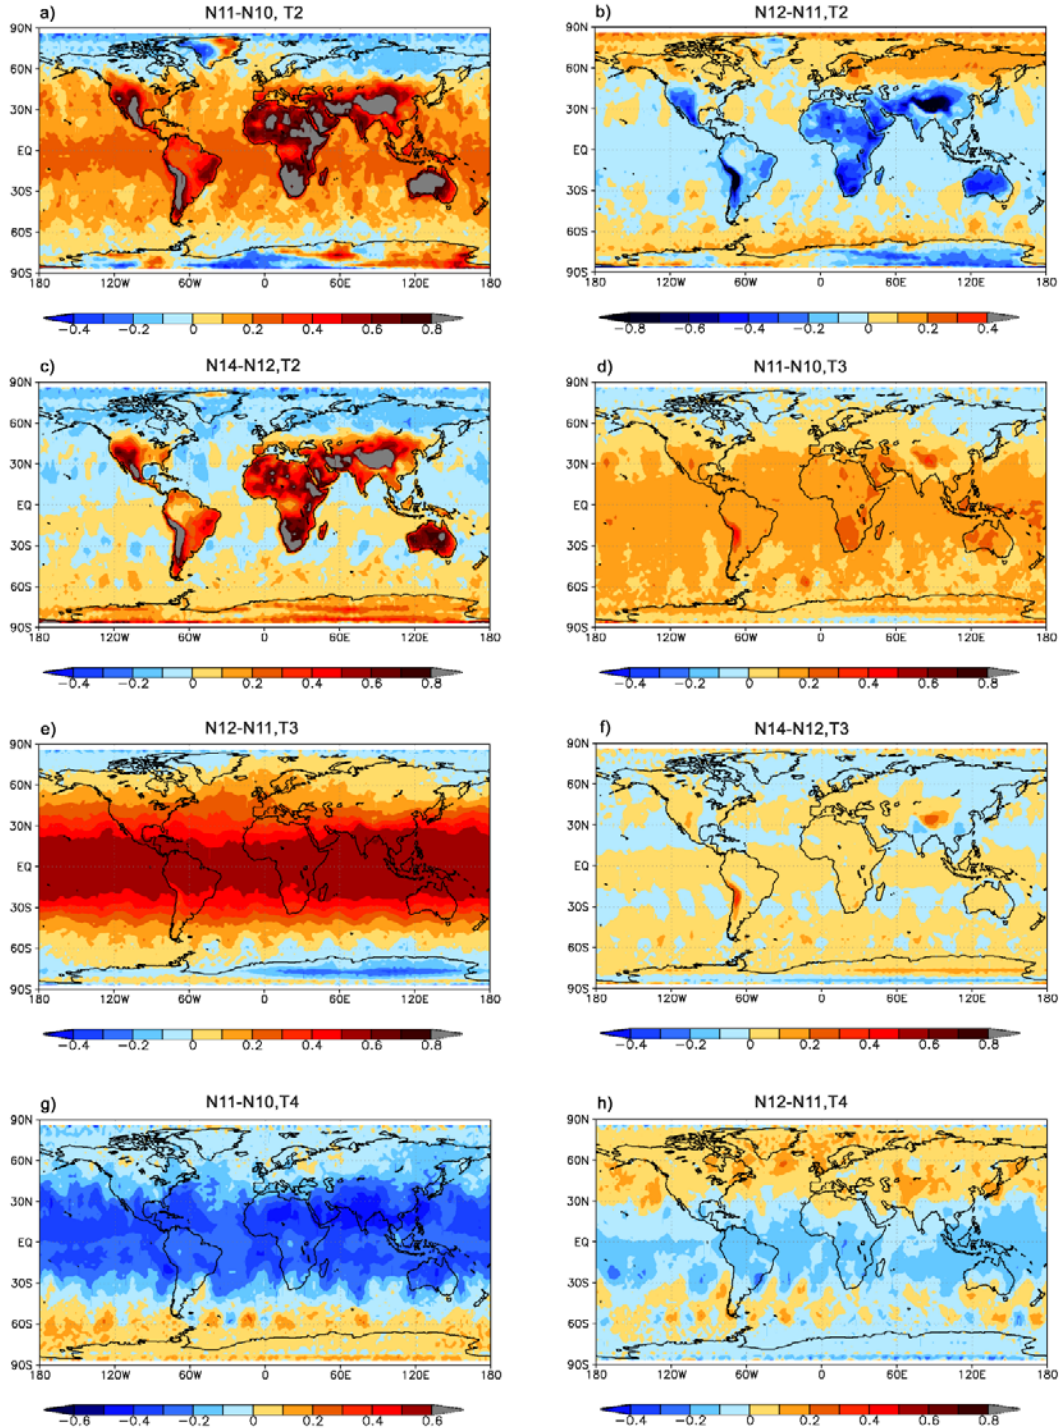 a) N11-N10, T2
90N
60N
30N
EQ
30S
60S
90S
180 120W 60W 0 60E 120E 180
-0.4 -0.2 0 0.2 0.4 0.6 0.8
b) N12-N11,T2
90N
60N
30N
EQ
30S
60S
90S
180 120W 60W 0 60E 120E 180
-0.8 -0.6 -0.4 -0.2 0 0.2 0.4
c) N14-N12,T2
90N
60N
30N
EQ
30S
60S
90S
180 120W 60W 0 60E 120E 180
-0.4 -0.2 0 0.2 0.4 0.6 0.8
d) N11-N10,T3
90N
60N
30N
EQ
30S
60S
90S
180 120W 60W 0 60E 120E 180
-0.4 -0.2 0 0.2 0.4 0.6 0.8
e) N12-N11,T3
90N
60N
30N
EQ
30S
60S
90S
180 120W 60W 0 60E 120E 180
-0.4 -0.2 0 0.2 0.4 0.6 0.8
f) N14-N12,T3
90N
60N
30N
EQ
30S
60S
90S
180 120W 60W 0 60E 120E 180
-0.4 -0.2 0 0.2 0.4 0.6 0.8
g) N11-N10,T4
90N
60N
30N
EQ
30S
60S
90S
180 120W 60W 0 60E 120E 180
-0.6 -0.4 -0.2 0 0.2 0.4 0.6
h) N12-N11,T4
90N
60N
30N
EQ
30S
60S
90S
180 120W 60W 0 60E 120E 180
-0.4 -0.2 0 0.2 0.4 0.6 0.8